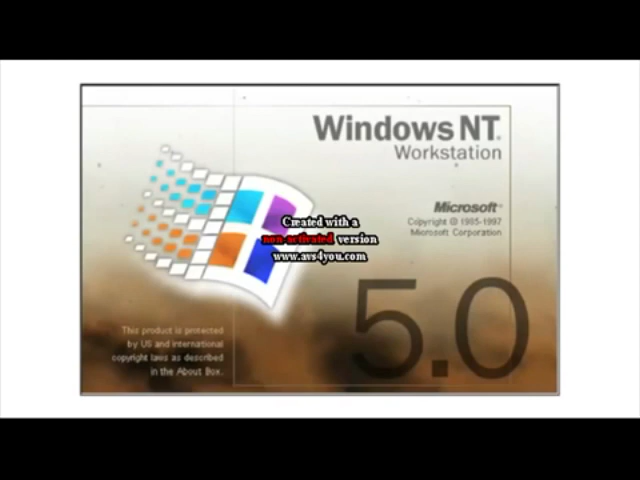 Windows NT.
Workstation
Microsoft
Copyright © 1985-1997
Microsoft Corporation
Created with a
non-activated version
www.avs4you.com
5.0
This product is protected
by US and international
copyright laws as described
in the About Box.